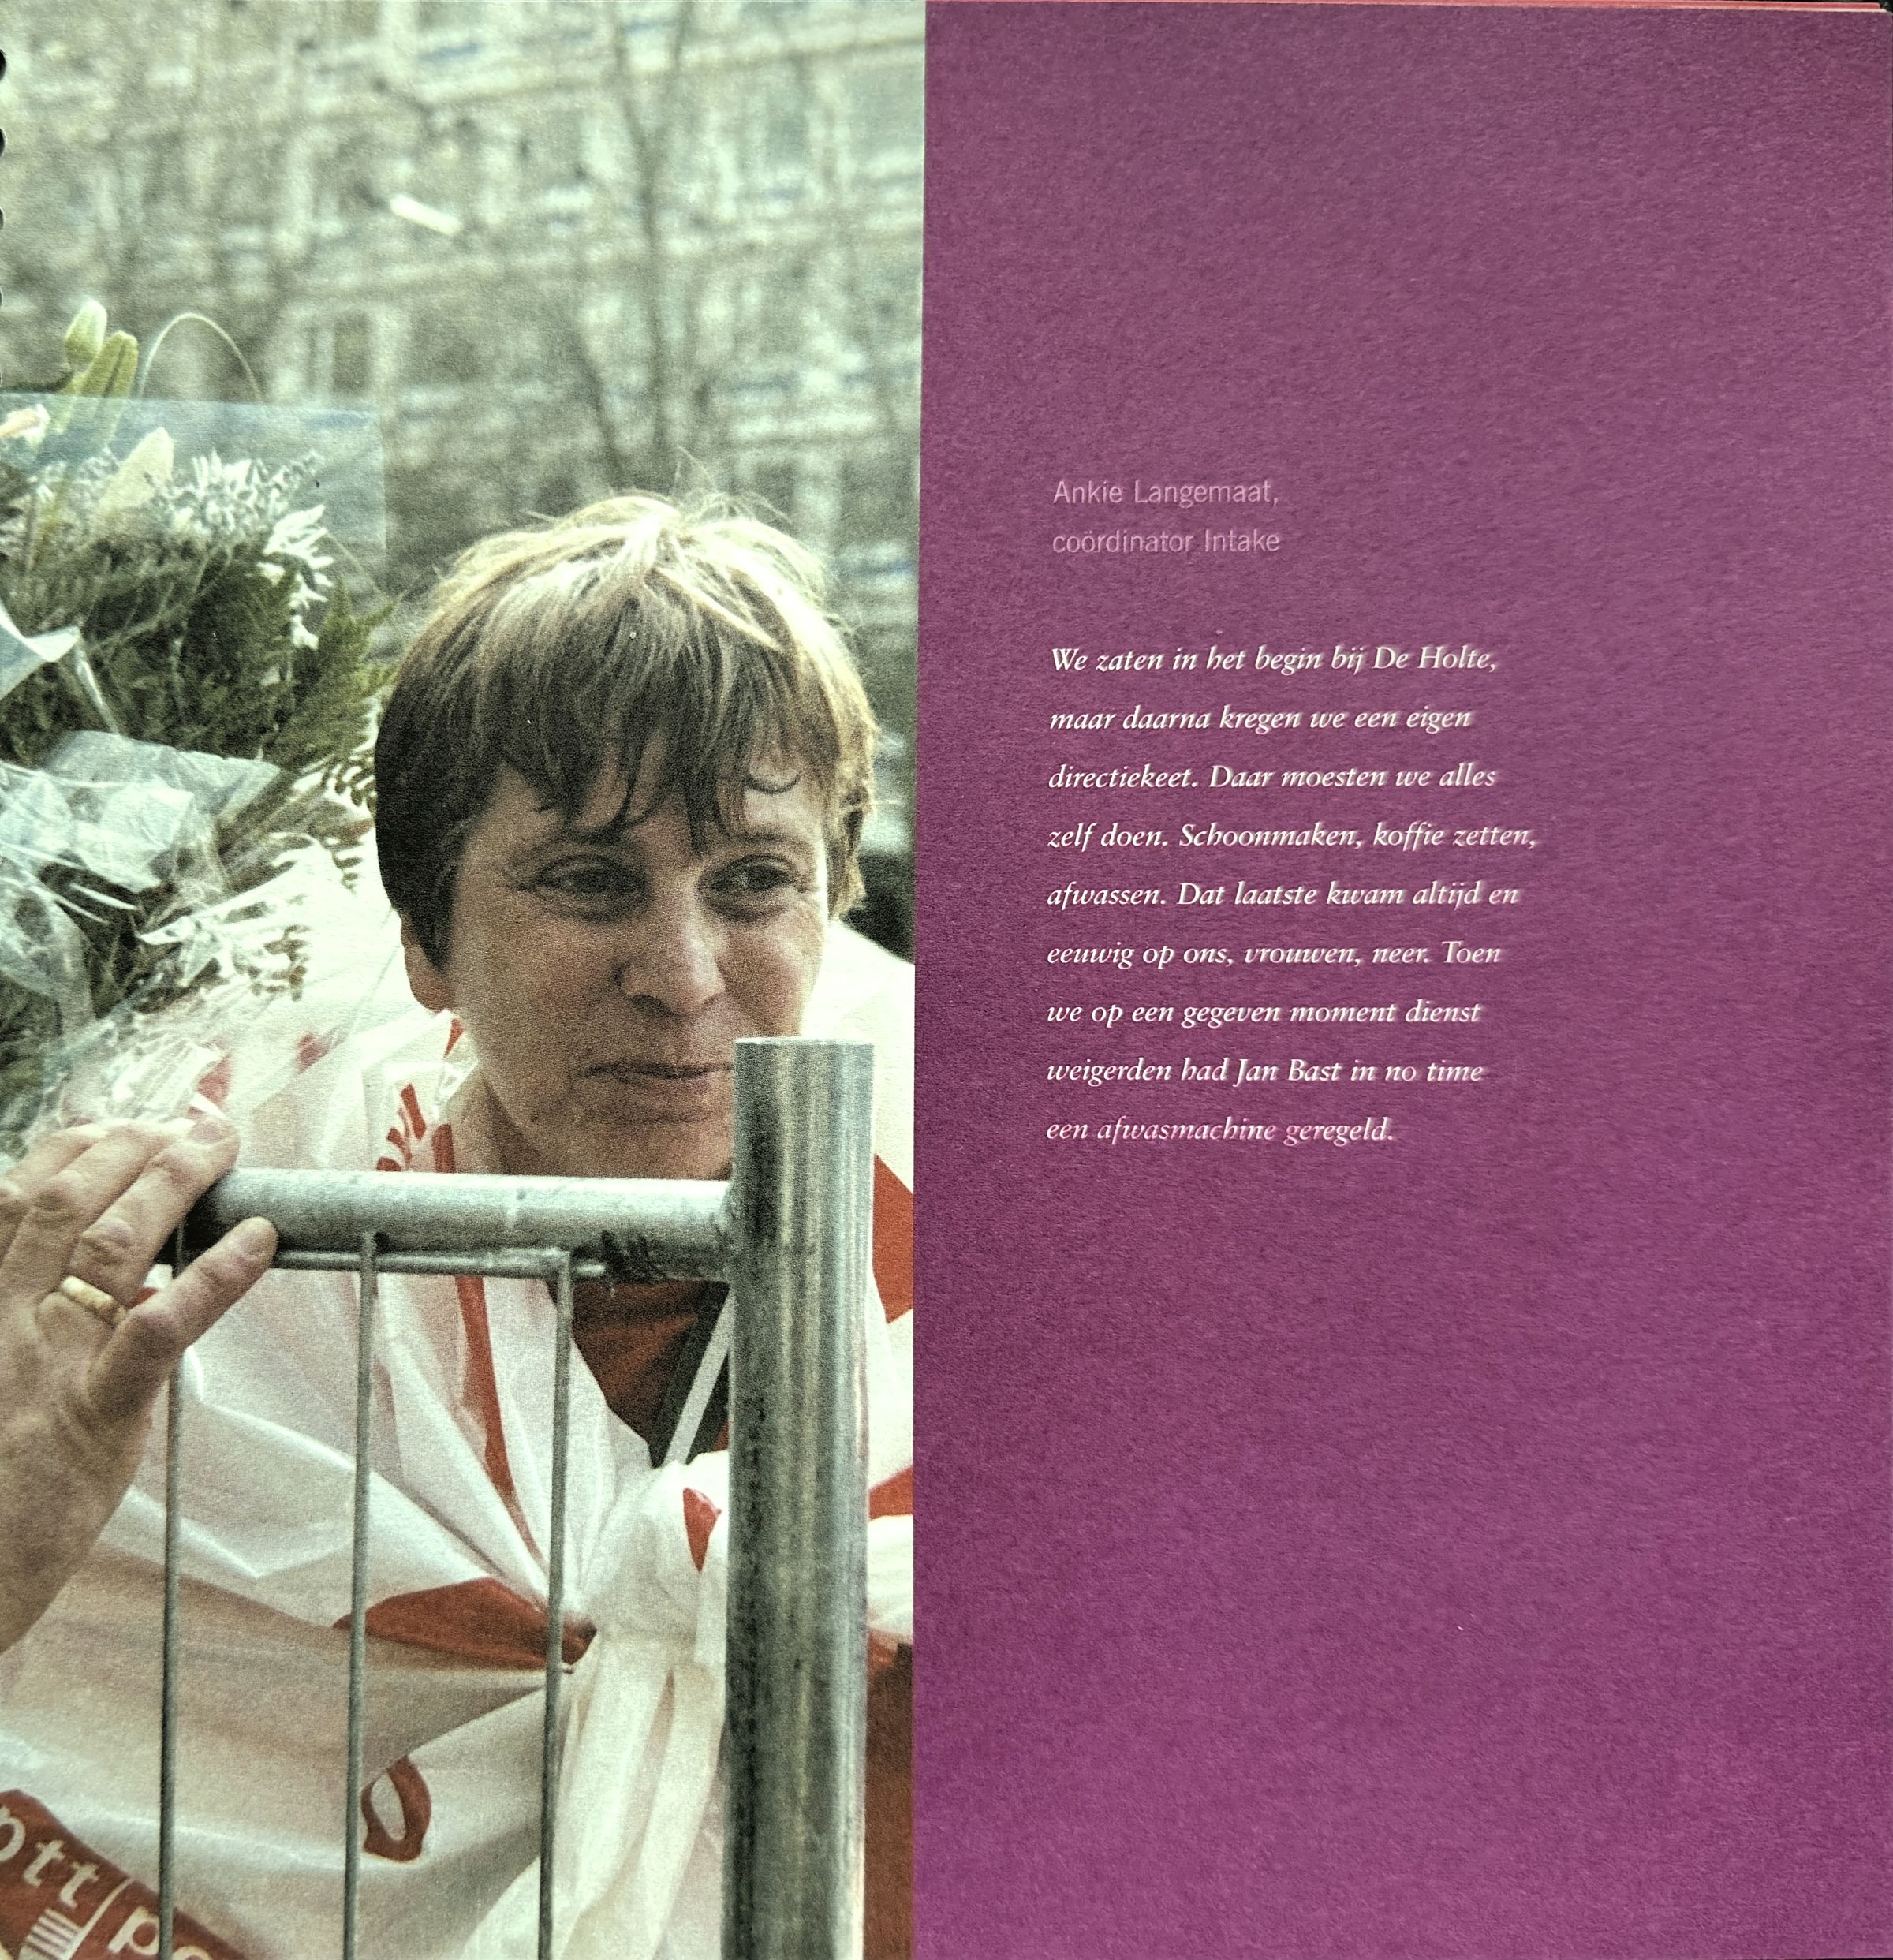 Ankie Langemaat,
coördinator Intake
We zaten in het begin bij De Holte,
maar daarna kregen we een eigen
directiekeet. Daar moesten we alles
zelf doen. Schoonmaken, koffie zetten,
afwassen. Dat laatste kwam altijd en
eeuwig op ons, vrouwen, neer. Toen
we op een gegeven moment dienst
weigerden had Jan Bast in no time
een afwasmachine geregeld.
ptt